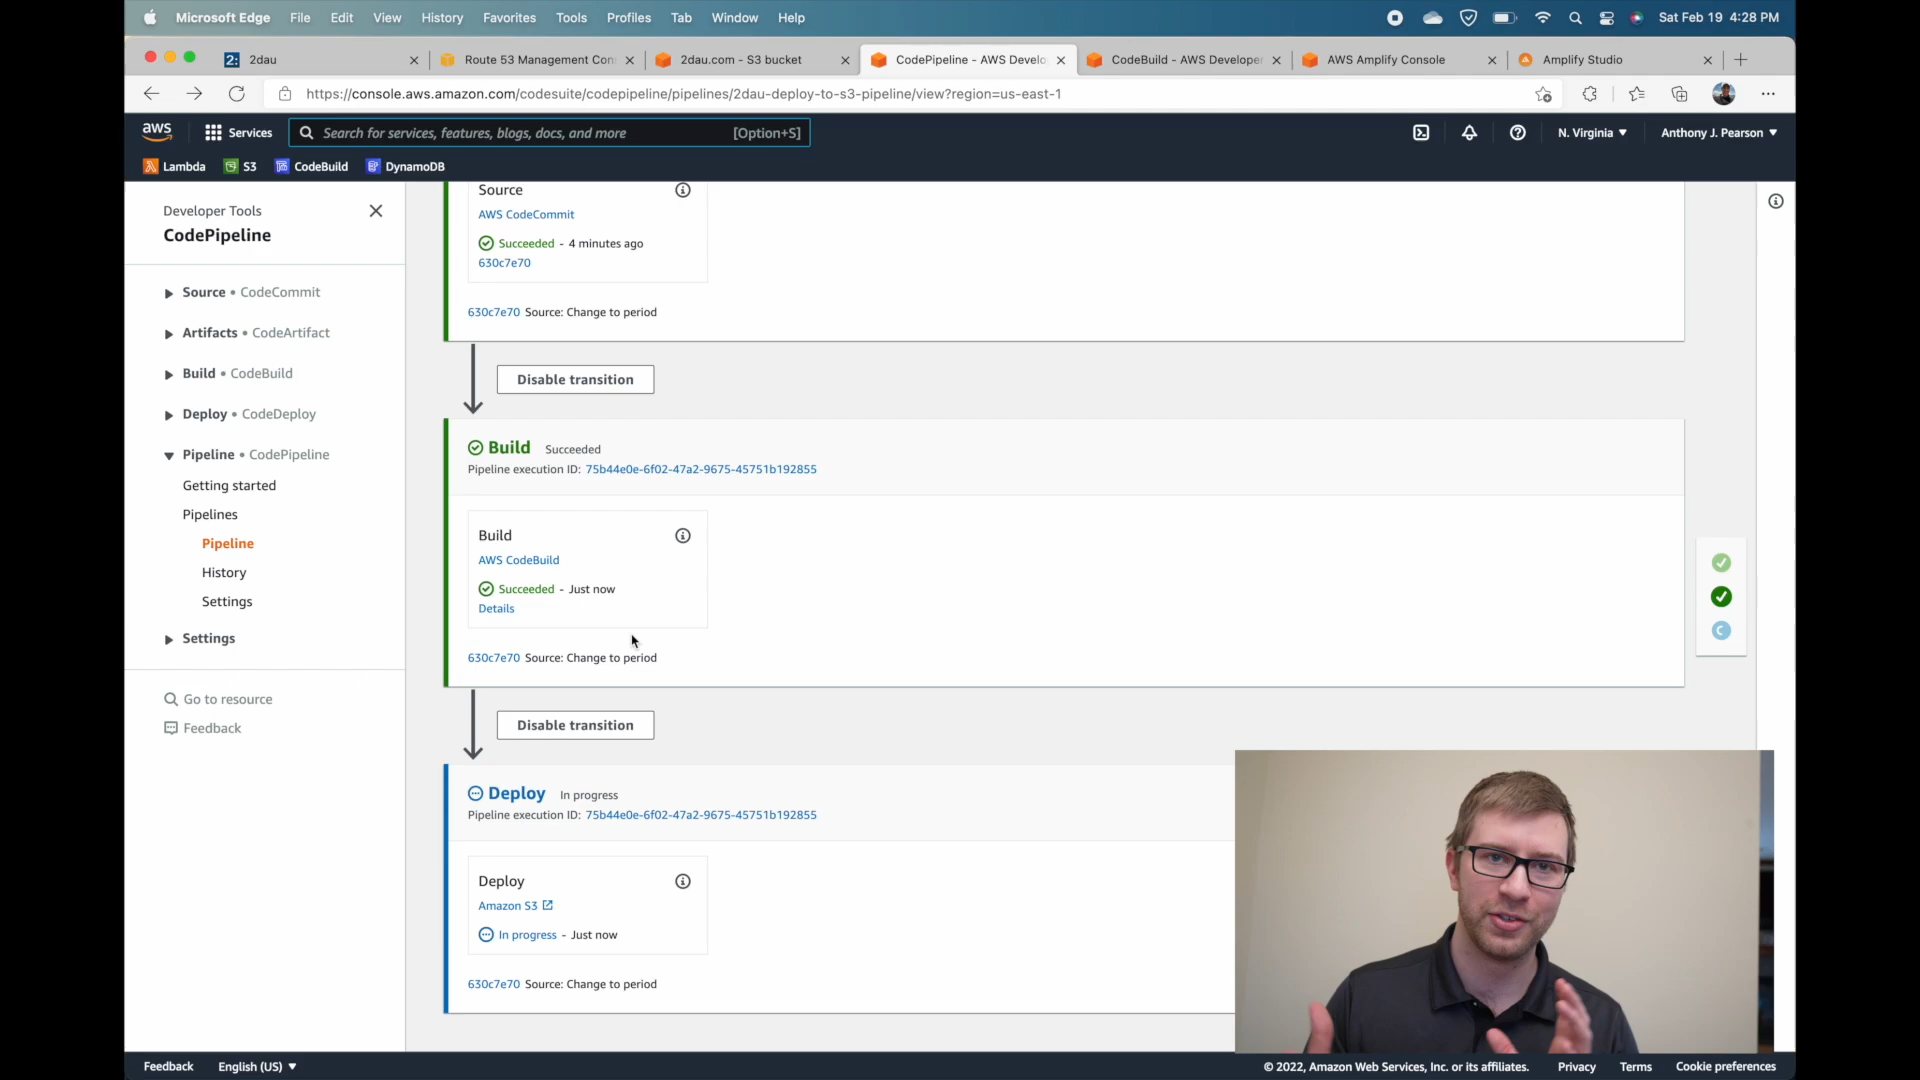 Microsoft Edge File Edit View History Favorites Tools Profiles Tab Window Help
Sat Feb 19 4:28 PM
2: 2dau
Route 53 Management Con
2dau.com - S3 bucket
CodePipeline - AWS Develo
CodeBuild - AWS Developer
AWS Amplify Console
Amplify Studio
https://console.aws.amazon.com/codesuite/codepipeline/pipelines/2dau-deploy-to-s3-pipeline/view?region=us-east-1
aws Services Search for services, features, blogs, docs, and more [Option+S] N. Virginia ▼ Anthony J. Pearson ▼
Lambda S3 CodeBuild DynamoDB
Developer Tools
CodePipeline
Source • CodeCommit
Artifacts • CodeArtifact
Build • CodeBuild
Deploy • CodeDeploy
Pipeline • CodePipeline
Getting started
Pipelines
Pipeline
History
Settings
Settings
Go to resource
Feedback
Source
AWS CodeCommit
Succeeded - 4 minutes ago
630c7e70
630c7e70 Source: Change to period
Disable transition
Build Succeeded
Pipeline execution ID: 75b44e0e-6f02-47a2-9675-45751b192855
Build
AWS CodeBuild
Succeeded - Just now
Details
630c7e70 Source: Change to period
Disable transition
Deploy In progress
Pipeline execution ID: 75b44e0e-6f02-47a2-9675-45751b192855
Deploy
Amazon S3
In progress - Just now
630c7e70 Source: Change to period
Feedback English (US) ▼
© 2022, Amazon Web Services, Inc. or its affiliates. Privacy Terms Cookie preferences